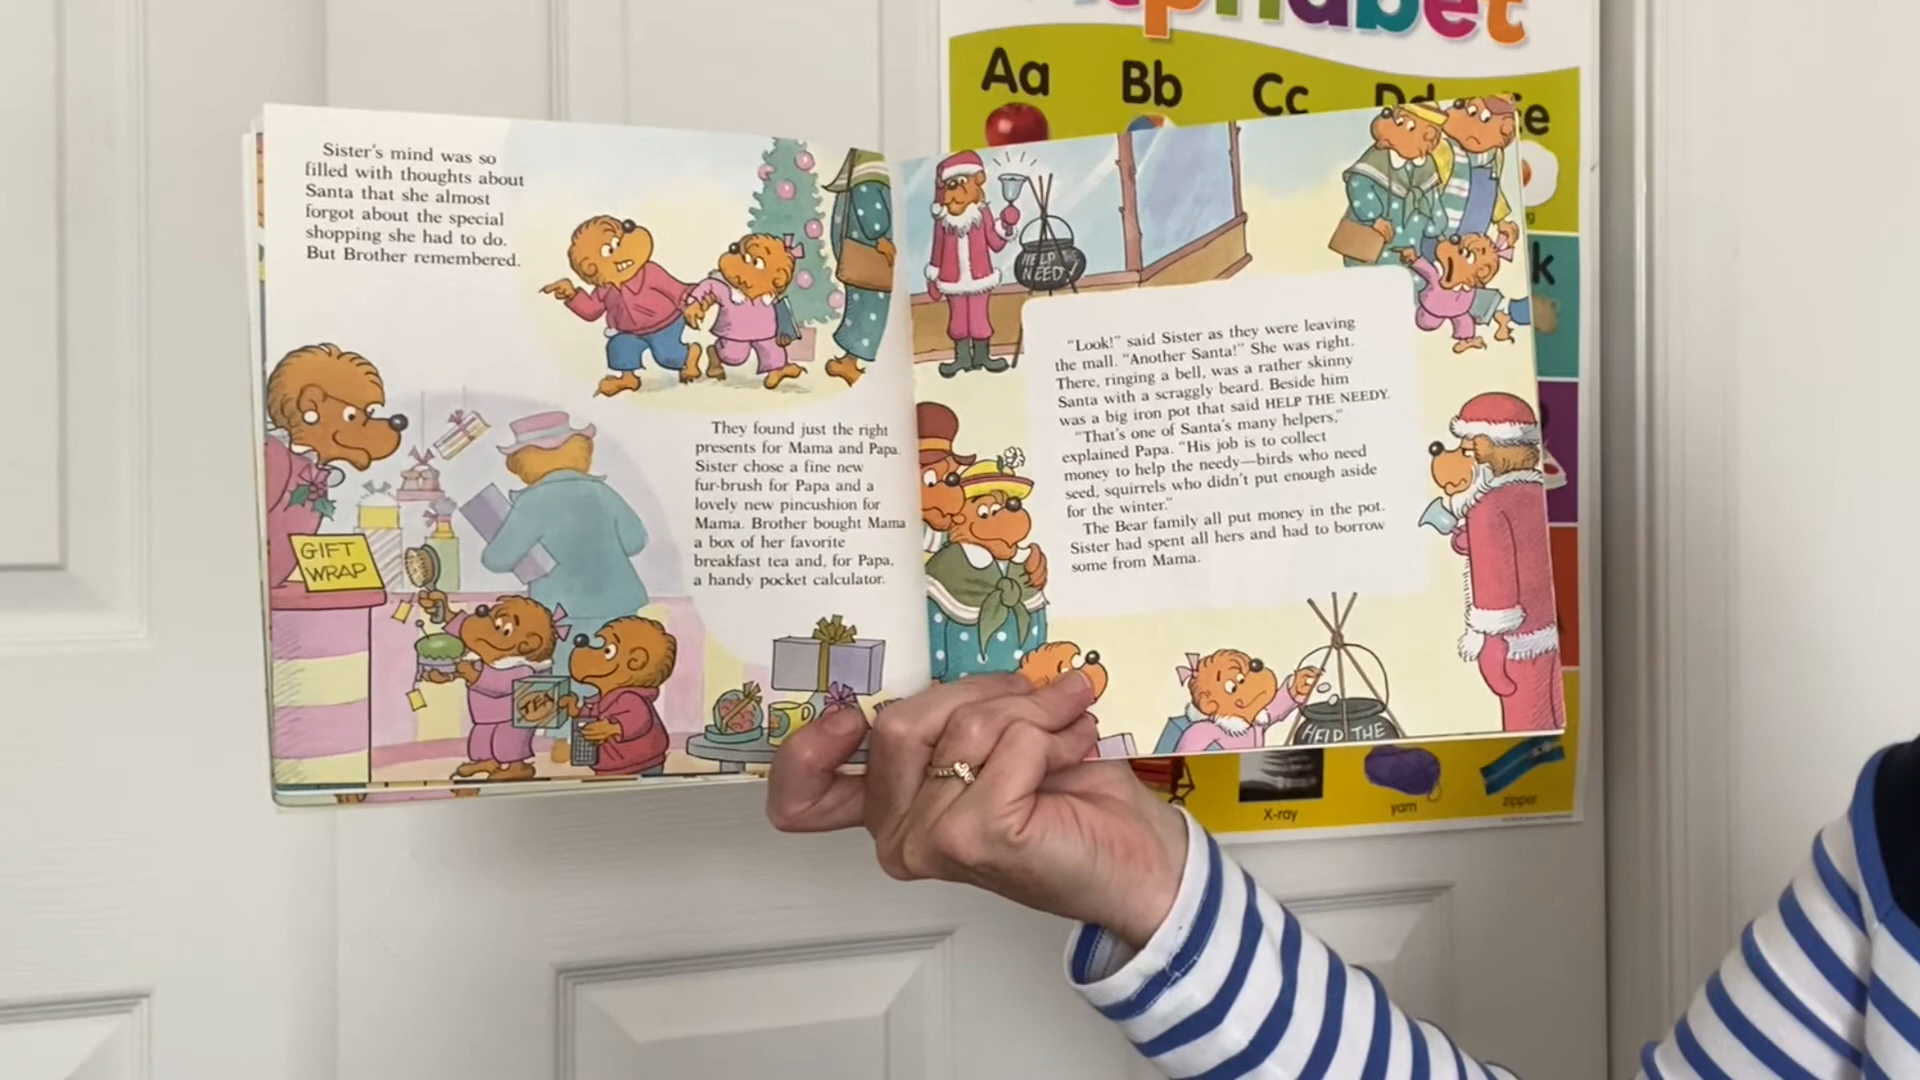 Alphabet
Aa
Bb
Cc
Dd
Sister's mind was so
filled with thoughts about
Santa that she almost
forgot about the special
shopping she had to do.
But Brother remembered.
They found just the right
presents for Mama and Papa.
Sister chose a fine new
fur-brush for Papa and a
lovely new pincushion for
Mama. Brother bought Mama
a box of her favorite
breakfast tea and, for Papa,
a handy pocket calculator.
GIFT
WRAP
TEA
HELP THE
NEEDY
"Look!" said Sister as they were leaving
the mall. "Another Santa!" She was right.
There, ringing a bell, was a rather skinny
Santa with a scraggly beard. Beside him
was a big iron pot that said HELP THE NEEDY.
"That's one of Santa's many helpers,"
explained Papa. "His job is to collect
money to help the needy—birds who need
seed, squirrels who didn't put enough aside
for the winter."
The Bear family all put money in the pot.
Sister had spent all hers and had to borrow
some from Mama.
HELP THE
X-ray
yarn
zipper